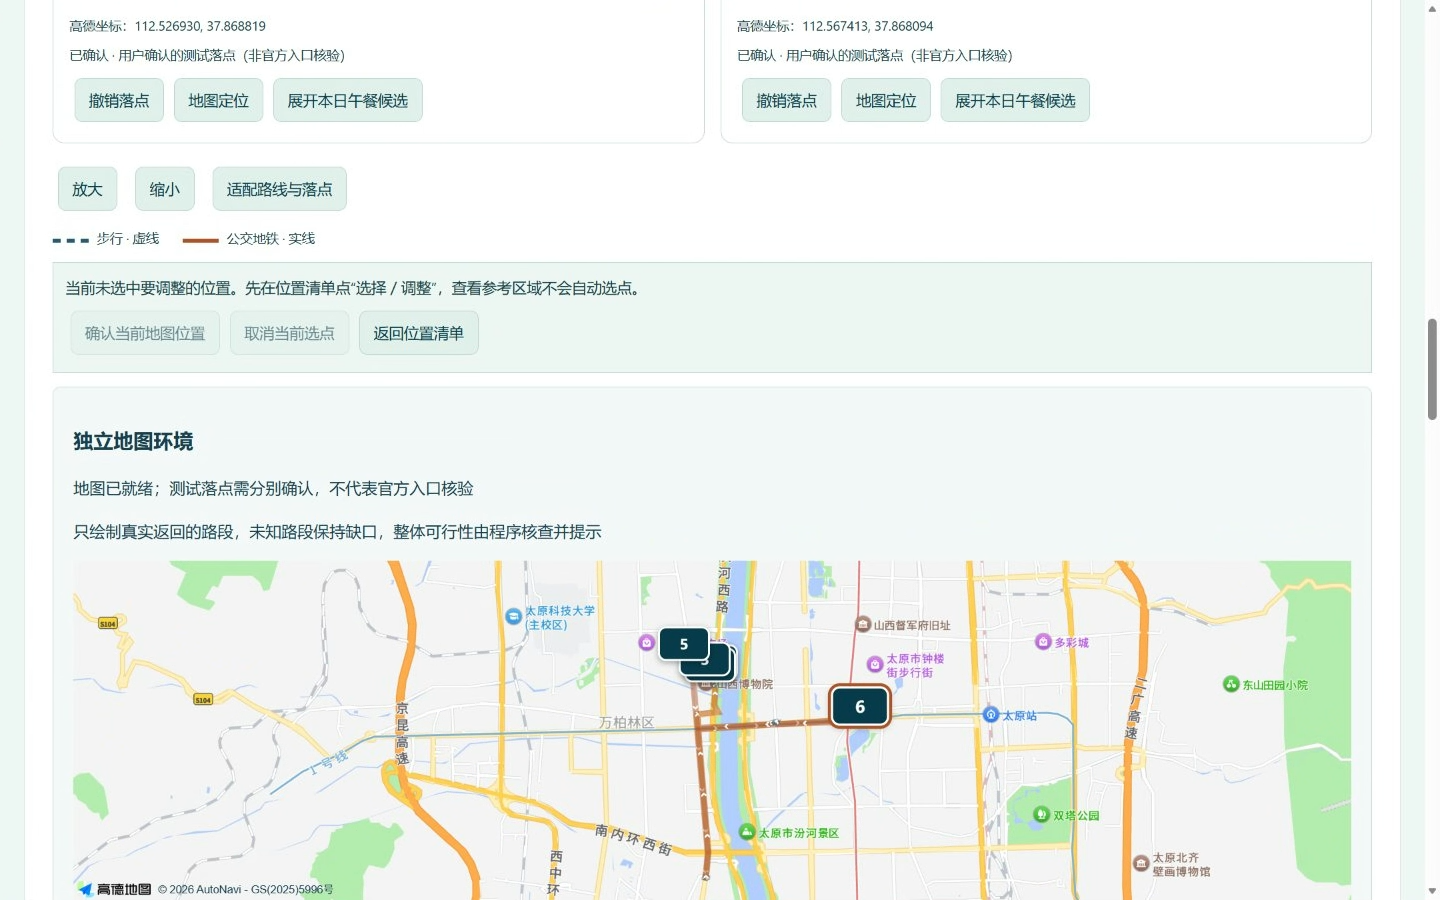 高德坐标：112.526930, 37.868819
已确认 · 用户确认的测试落点（非官方入口核验）
撤销落点
地图定位
展开本日午餐候选
高德坐标：112.567413, 37.868094
已确认 · 用户确认的测试落点（非官方入口核验）
撤销落点
地图定位
展开本日午餐候选
放大
缩小
适配路线与落点
步行 · 虚线
公交地铁 · 实线
当前未选中要调整的位置。先在位置清单点“选择 / 调整”，查看参考区域不会自动选点。
确认当前地图位置
取消当前选点
返回位置清单
独立地图环境
地图已就绪；测试落点需分别确认，不代表官方入口核验
只绘制真实返回的路段，未知路段保持缺口，整体可行性由程序核查并提示
河西路
太原科技大学
(主校区)
S104
山西督军府旧址
5
多彩城
太原市钟楼
街步行街
山西博物院
东山田园小院
S104
京昆高速
6
太原站
二广高速
万柏林区
1号线
双塔公园
太原市汾河景区
南内环西街
西中环
太原北齐
壁画博物馆
高德地图
© 2026 AutoNavi - GS(2025)5996号